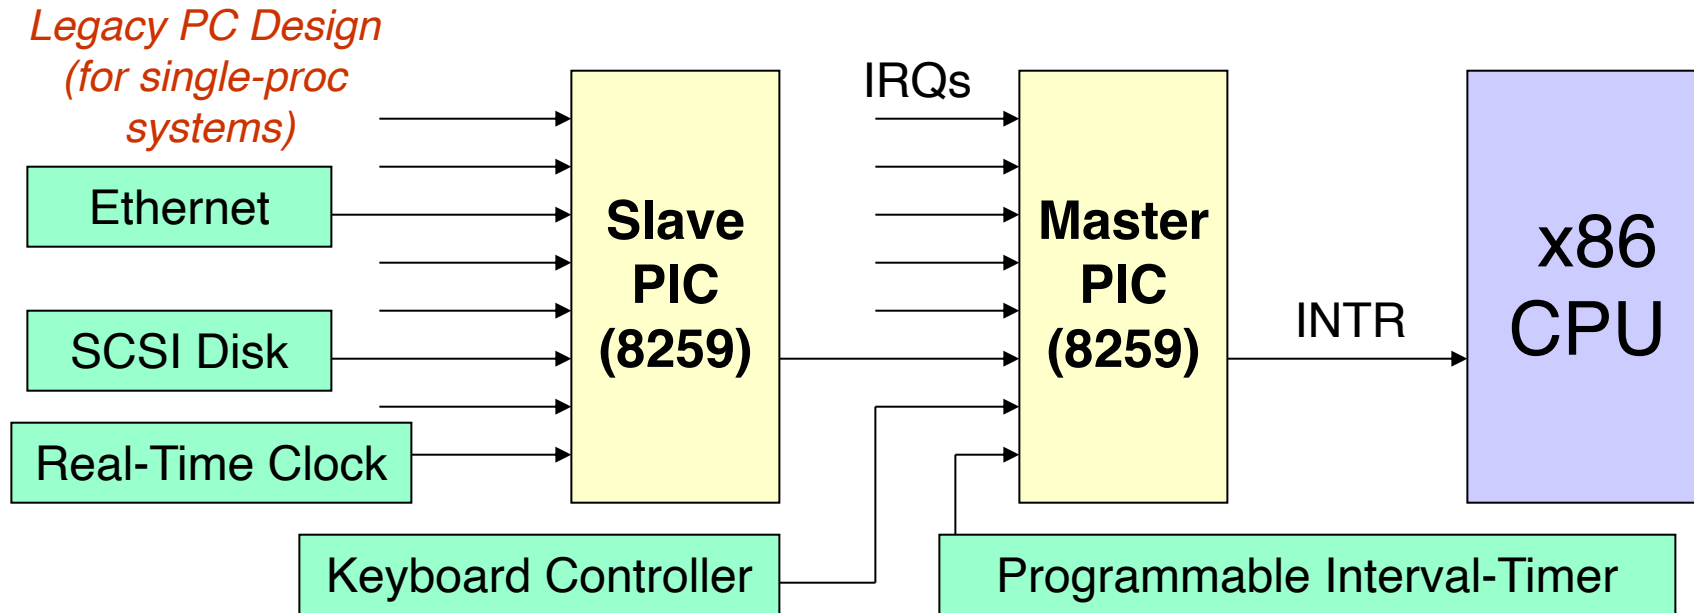 Legacy PC Design
(for single-proc
systems)
IRQs
Ethernet
Slave
PIC
(8259)
Master
PIC
(8259)
x86
CPU
INTR
SCSI Disk
Real-Time Clock
Keyboard Controller
Programmable Interval-Timer